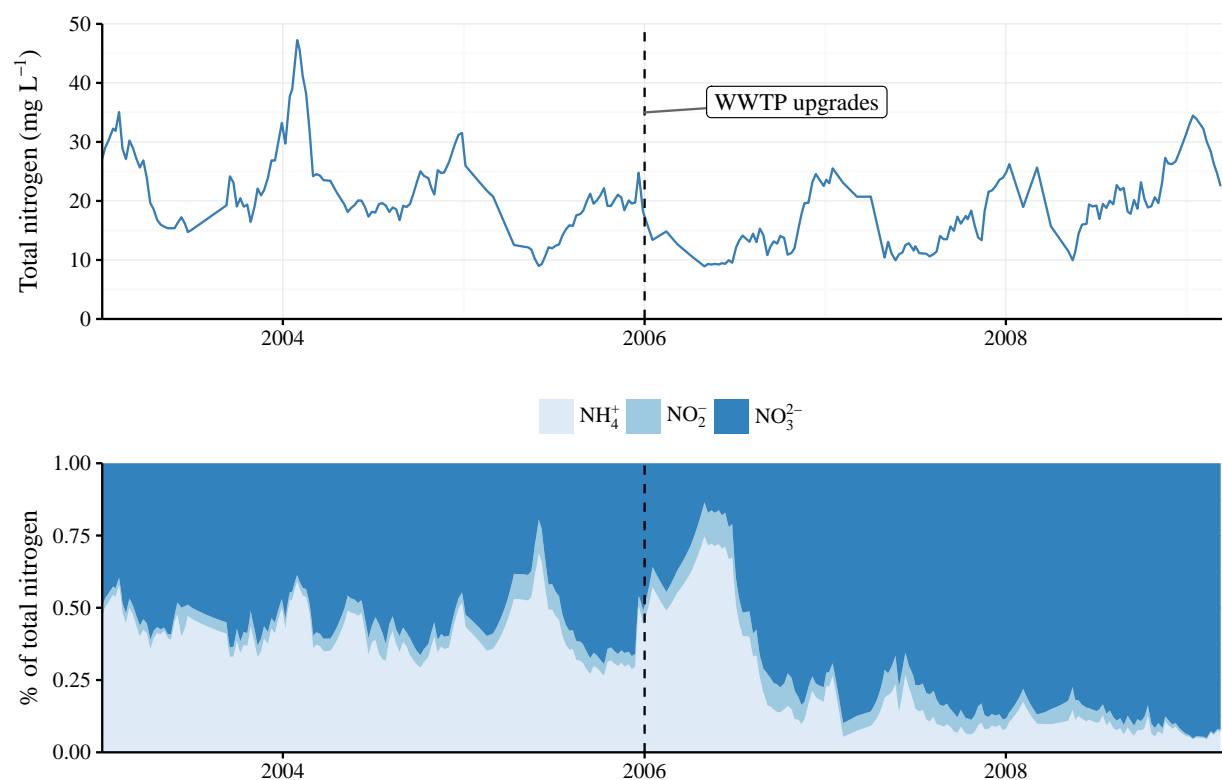 Total nitrogen (mg L⁻¹)
50
40
30
20
10
0
WWTP upgrades
2004
2006
2008
NH₄⁺
NO₂⁻
NO₃²⁻
% of total nitrogen
1.00
0.75
0.50
0.25
0.00
2004
2006
2008